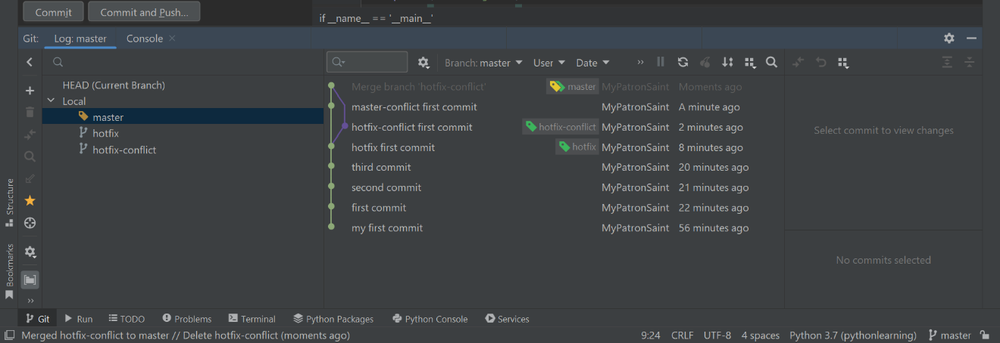 Commit Commit and Push...
if __name__ == '__main__'
Git: Log: master Console
Branch: master User Date
HEAD (Current Branch)
Local
master
hotfix
hotfix-conflict
Merge branch 'hotfix-conflict' master MyPatronSaint Moments ago
master-conflict first commit MyPatronSaint A minute ago
hotfix-conflict first commit hotfix-conflict MyPatronSaint 2 minutes ago
hotfix first commit hotfix MyPatronSaint 8 minutes ago
third commit MyPatronSaint 20 minutes ago
second commit MyPatronSaint 21 minutes ago
first commit MyPatronSaint 22 minutes ago
my first commit MyPatronSaint 56 minutes ago
Select commit to view changes
No commits selected
Structure
Bookmarks
Git Run TODO Problems Terminal Python Packages Python Console Services
Merged hotfix-conflict to master // Delete hotfix-conflict (moments ago) 9:24 CRLF UTF-8 4 spaces Python 3.7 (pythonlearning) master